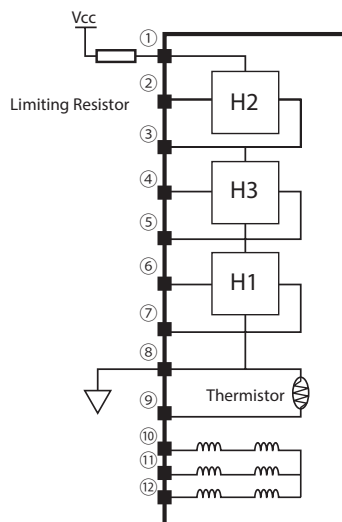 Vcc
①
②
Limiting Resistor
H2
③
④
H3
⑤
⑥
H1
⑦
⑧
Thermistor
⑨
⑩
⑪
⑫